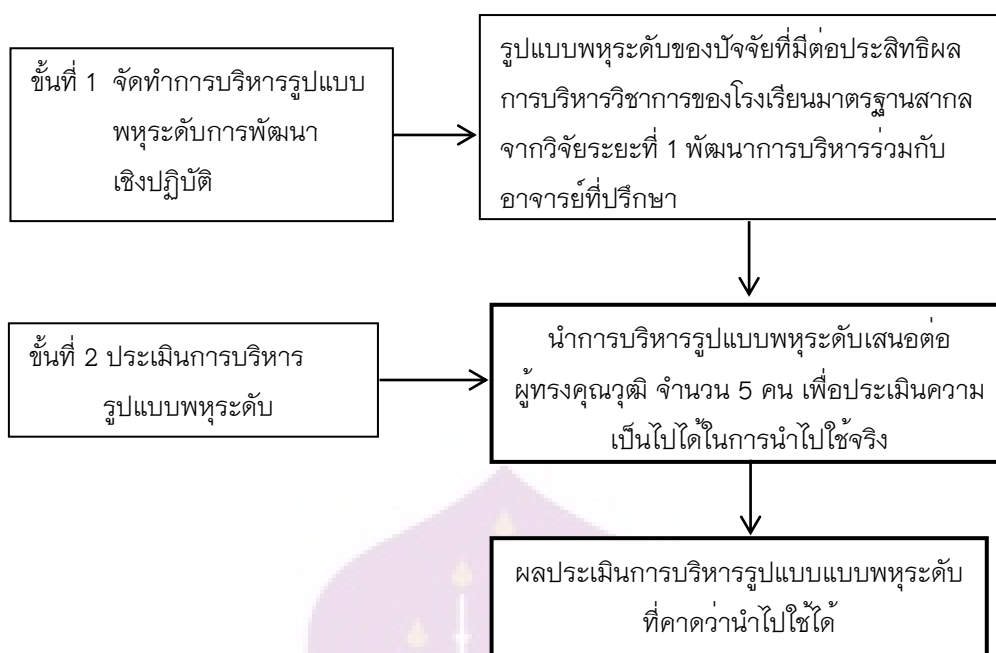 ขั้นที่ 1 จัดทำการบริหารรูปแบบ
พหุระดับการพัฒนา
เชิงปฏิบัติ
รูปแบบพหุระดับของปัจจัยที่มีต่อประสิทธิผล
การบริหารวิชาการของโรงเรียนมาตรฐานสากล
จากวิจัยระยะที่ 1 พัฒนาการบริหารร่วมกับ
อาจารย์ที่ปรึกษา
ขั้นที่ 2 ประเมินการบริหาร
รูปแบบพหุระดับ
นำการบริหารรูปแบบพหุระดับเสนอต่อ
ผู้ทรงคุณวุฒิ จำนวน 5 คน เพื่อประเมินความ
เป็นไปได้ในการนำไปใช้จริง
ผลประเมินการบริหารรูปแบบแบบพหุระดับ
ที่คาดว่านำไปใช้ได้